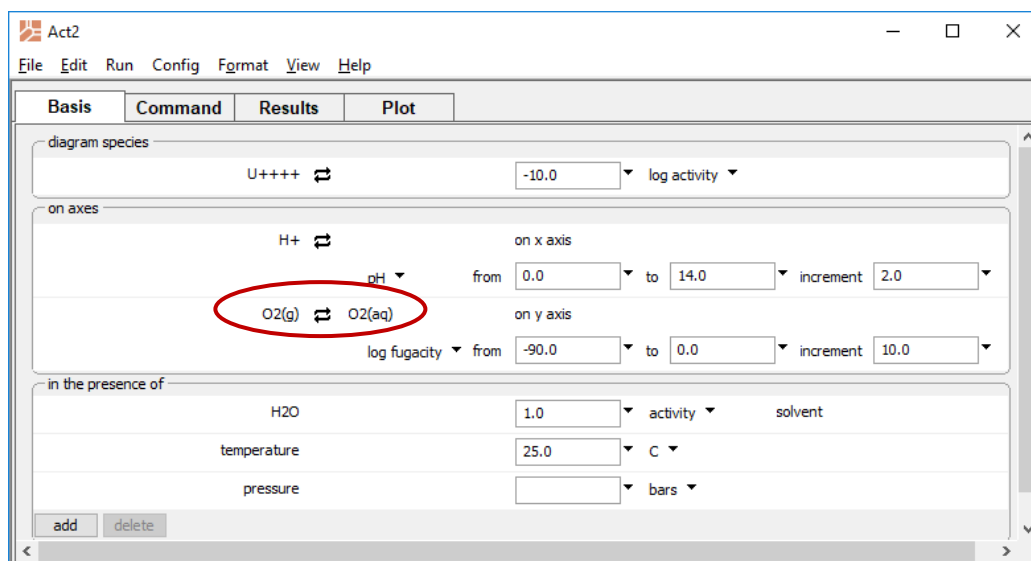 Act2
File Edit Run Config Format View Help
Basis Command Results Plot
diagram species
U++++ -10.0 log activity
on axes
H+ on x axis
pH from 0.0 to 14.0 increment 2.0
O2(g) O2(aq) on y axis
log fugacity from -90.0 to 0.0 increment 10.0
in the presence of
H2O 1.0 activity solvent
temperature 25.0 C
pressure bars
add delete